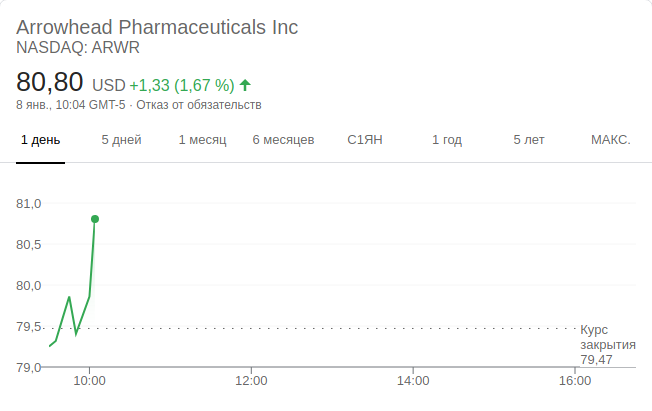 Arrowhead Pharmaceuticals Inc
NASDAQ: ARWR
80,80 USD +1,33 (1,67 %)
8 янв., 10:04 GMT-5 · Отказ от обязательств
1 день 5 дней 1 месяц 6 месяцев С1ЯН 1 год 5 лет МАКС.
81,0
80,5
80,0
79,5
79,0
Курс
закрытия
79,47
10:00 12:00 14:00 16:00